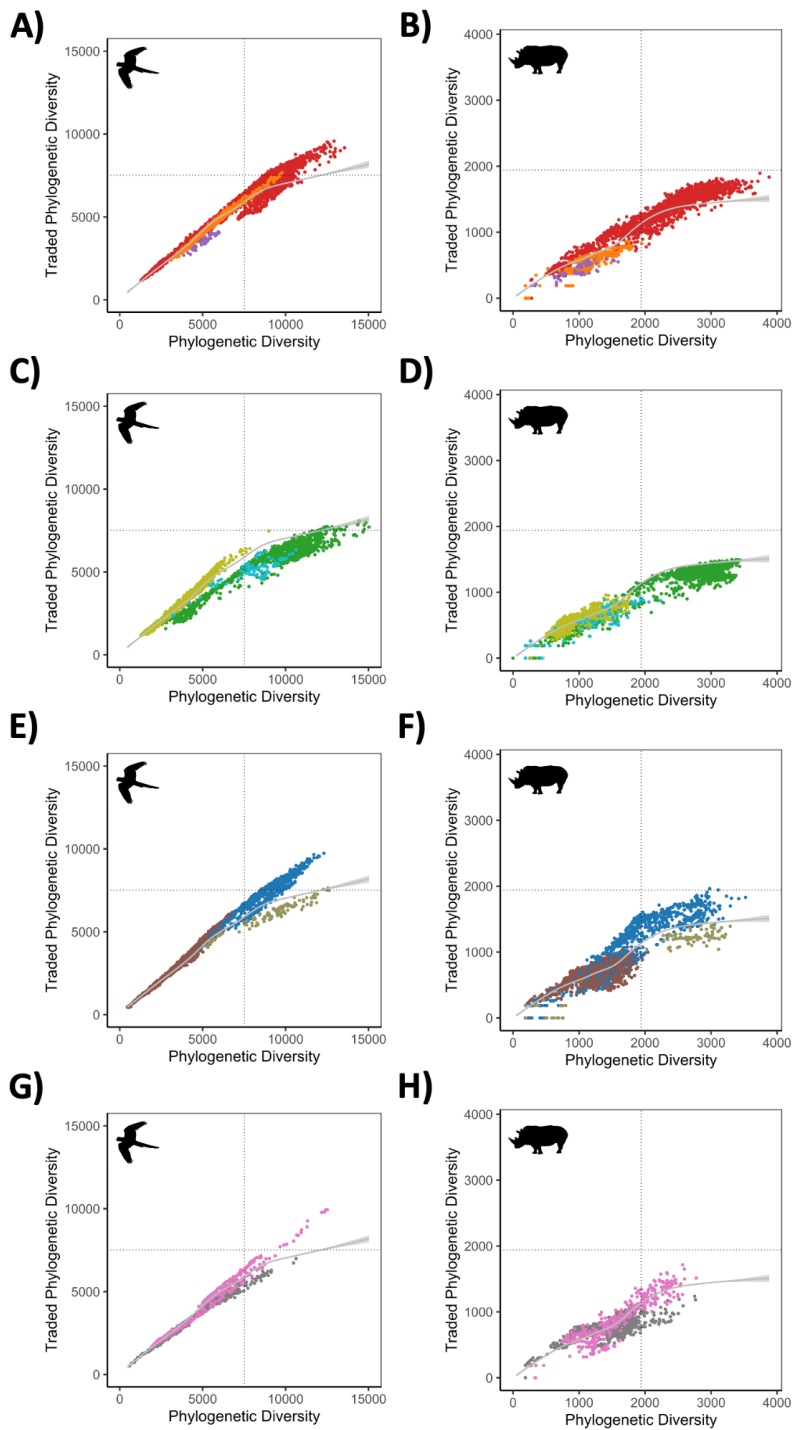 A)
15000
10000
5000
0
Traded Phylogenetic Diversity
0 5000 10000 15000
Phylogenetic Diversity
B)
4000
3000
2000
1000
0
Traded Phylogenetic Diversity
0 1000 2000 3000 4000
Phylogenetic Diversity
C)
15000
10000
5000
0
Traded Phylogenetic Diversity
0 5000 10000 15000
Phylogenetic Diversity
D)
4000
3000
2000
1000
0
Traded Phylogenetic Diversity
0 1000 2000 3000 4000
Phylogenetic Diversity
E)
15000
10000
5000
0
Traded Phylogenetic Diversity
0 5000 10000 15000
Phylogenetic Diversity
F)
4000
3000
2000
1000
0
Traded Phylogenetic Diversity
0 1000 2000 3000 4000
Phylogenetic Diversity
G)
15000
10000
5000
0
Traded Phylogenetic Diversity
0 5000 10000 15000
Phylogenetic Diversity
H)
4000
3000
2000
1000
0
Traded Phylogenetic Diversity
0 1000 2000 3000 4000
Phylogenetic Diversity